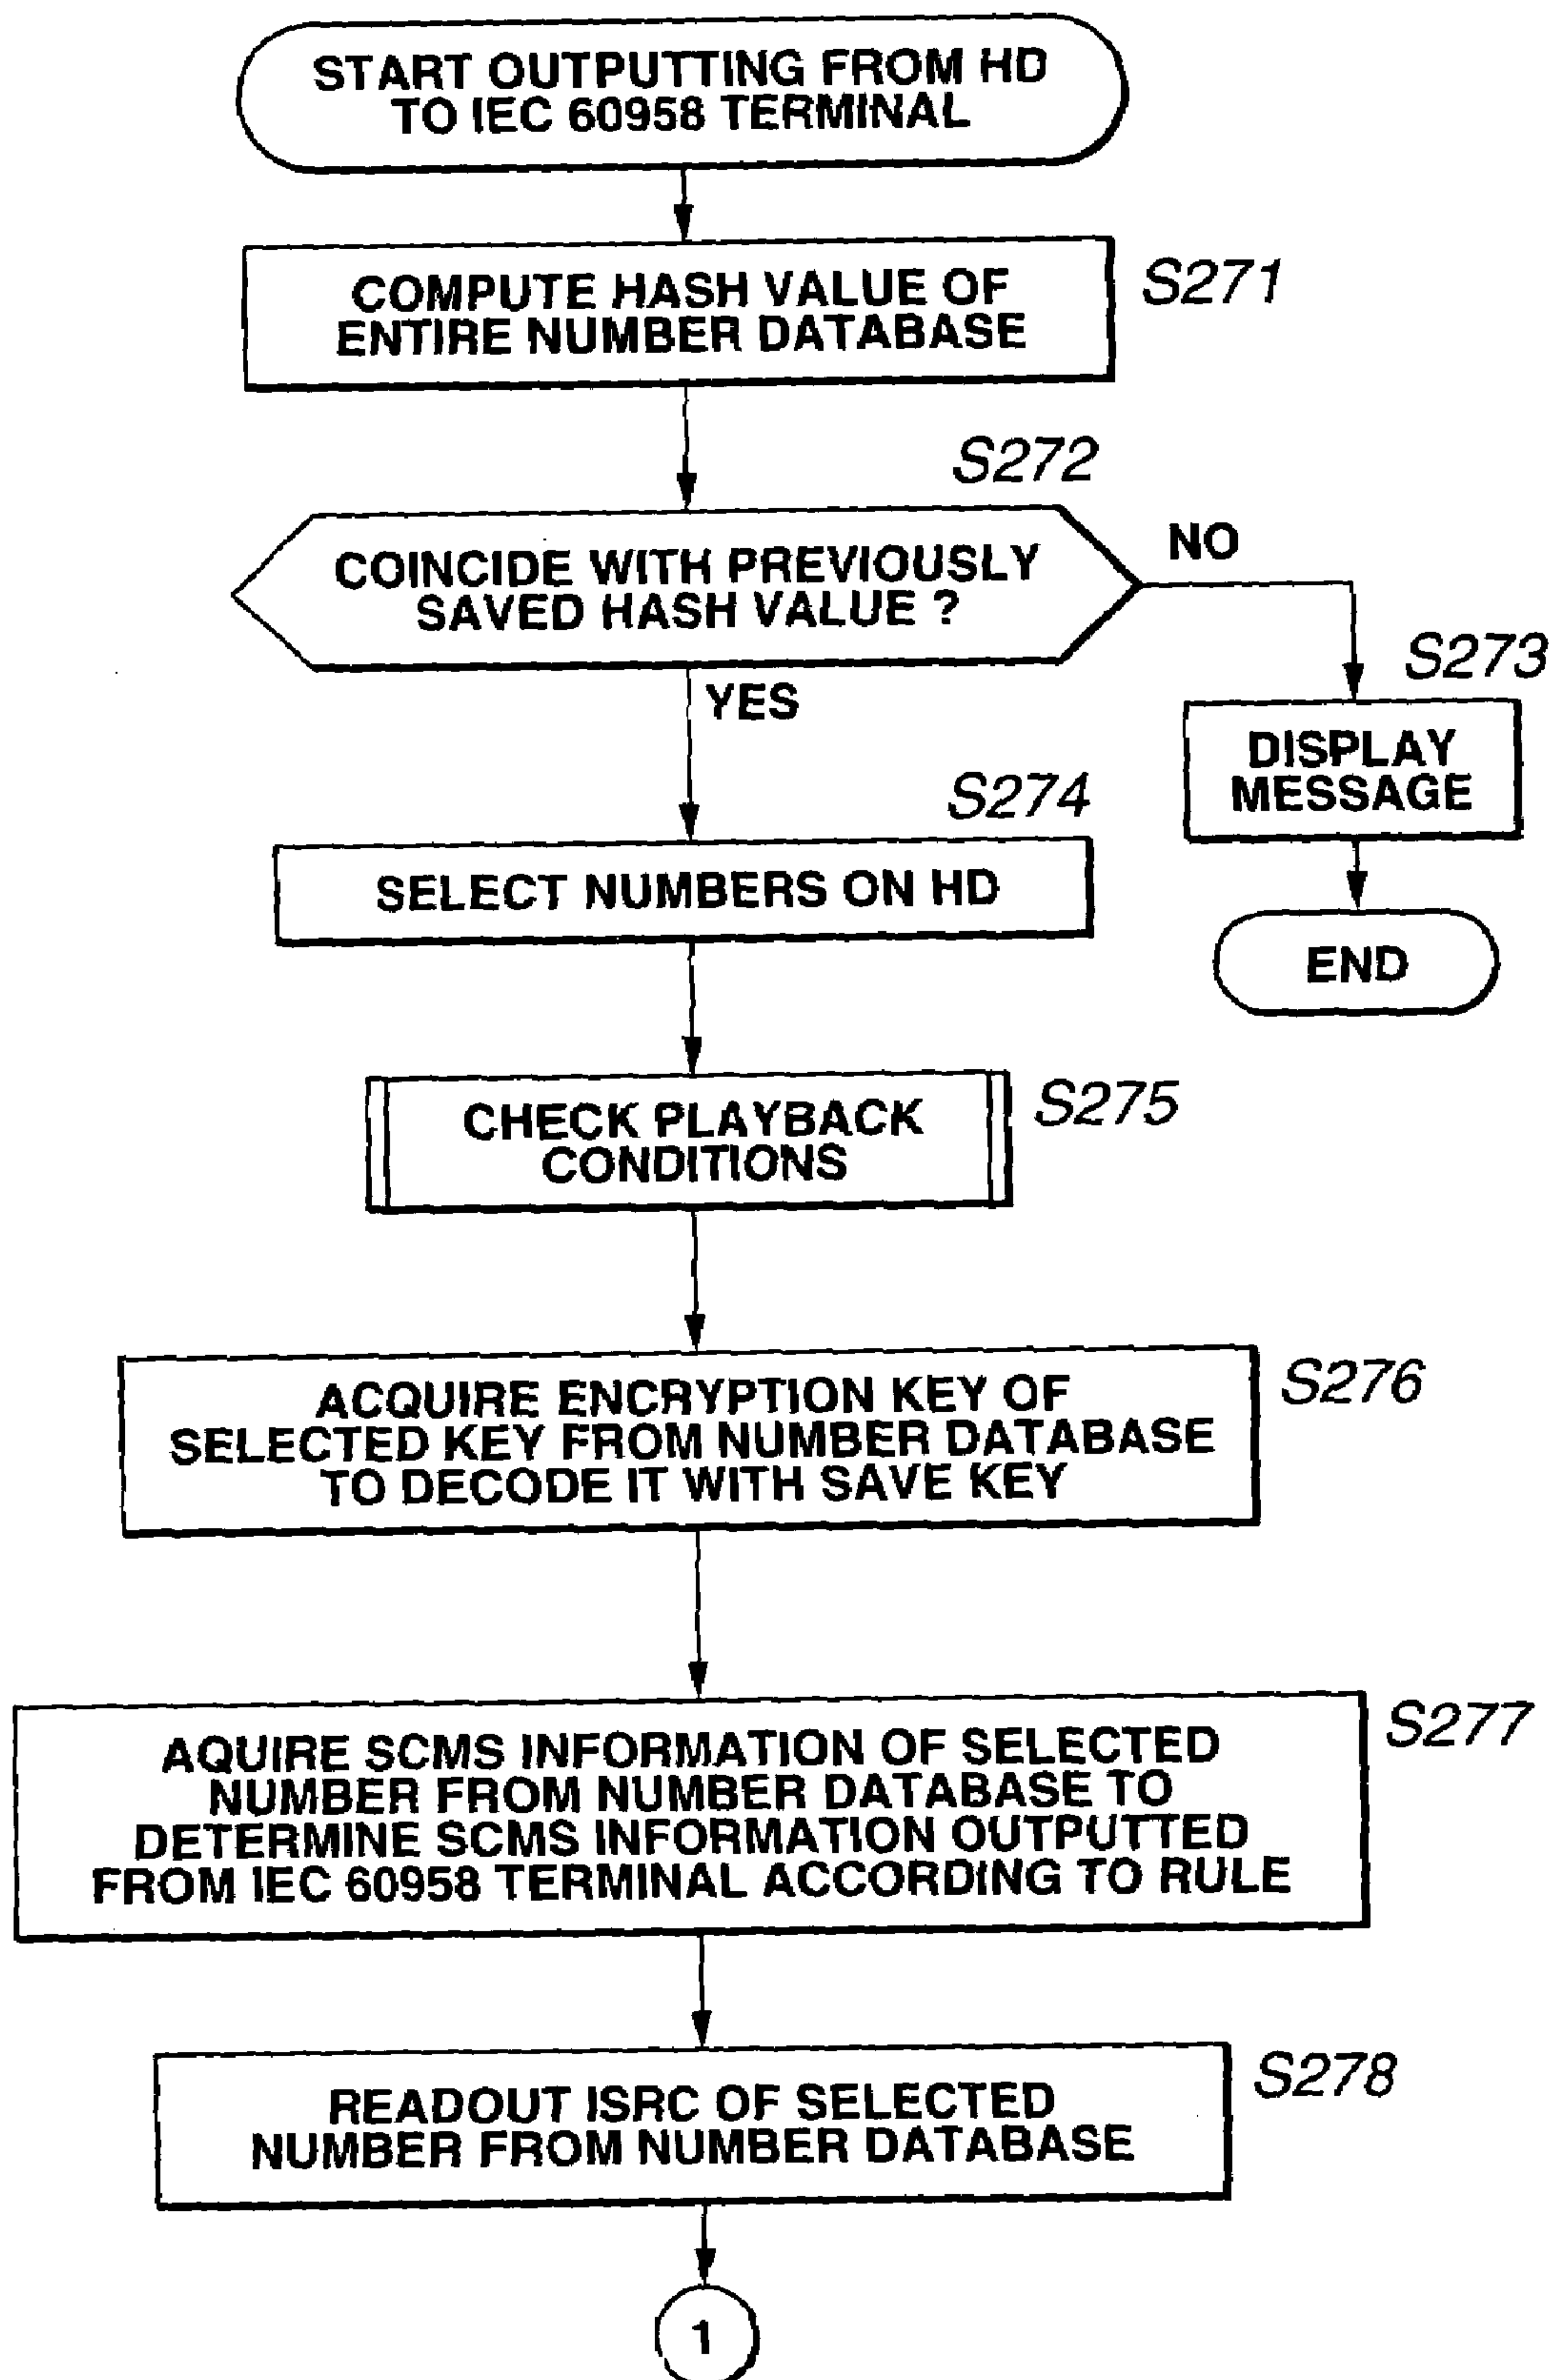 START OUTPUTTING FROM HD
TO IEC 60958 TERMINAL
COMPUTE HASH VALUE OF
ENTIRE NUMBER DATABASE
S271
S272
COINCIDE WITH PREVIOUSLY
SAVED HASH VALUE ?
NO
YES
S273
DISPLAY
MESSAGE
END
S274
SELECT NUMBERS ON HD
CHECK PLAYBACK
CONDITIONS
S275
ACQUIRE ENCRYPTION KEY OF
SELECTED KEY FROM NUMBER DATABASE
TO DECODE IT WITH SAVE KEY
S276
AQUIRE SCMS INFORMATION OF SELECTED
NUMBER FROM NUMBER DATABASE TO
DETERMINE SCMS INFORMATION OUTPUTTED
FROM IEC 60958 TERMINAL ACCORDING TO RULE
S277
READOUT ISRC OF SELECTED
NUMBER FROM NUMBER DATABASE
S278
1